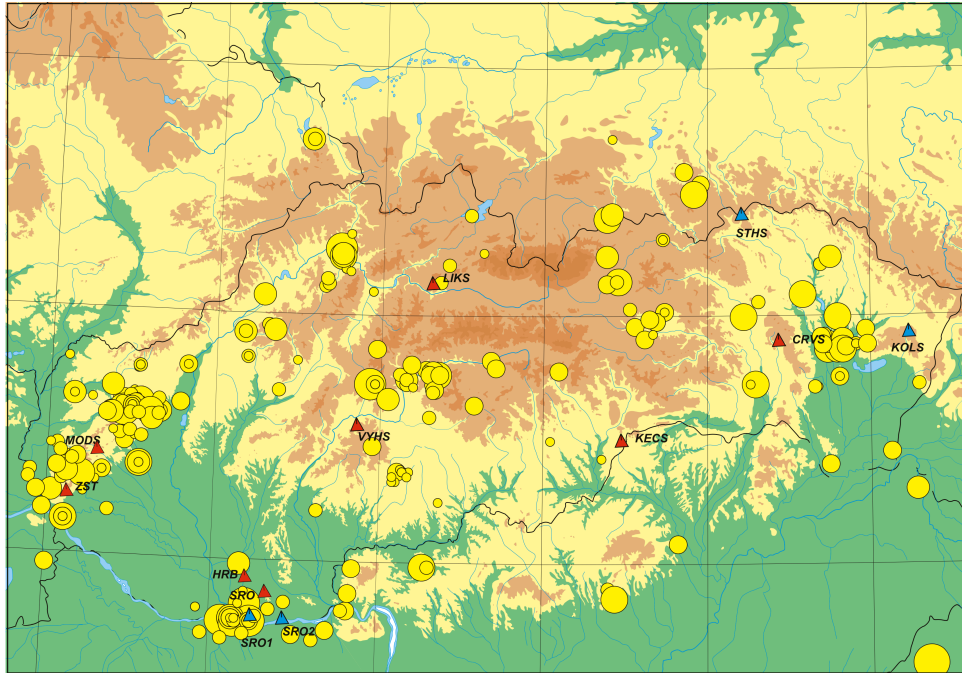 STHS
LIKS
CRVS
KOLS
MODS
VYHS
KECS
ZST
HRB
SRO
SRO2
SRO1